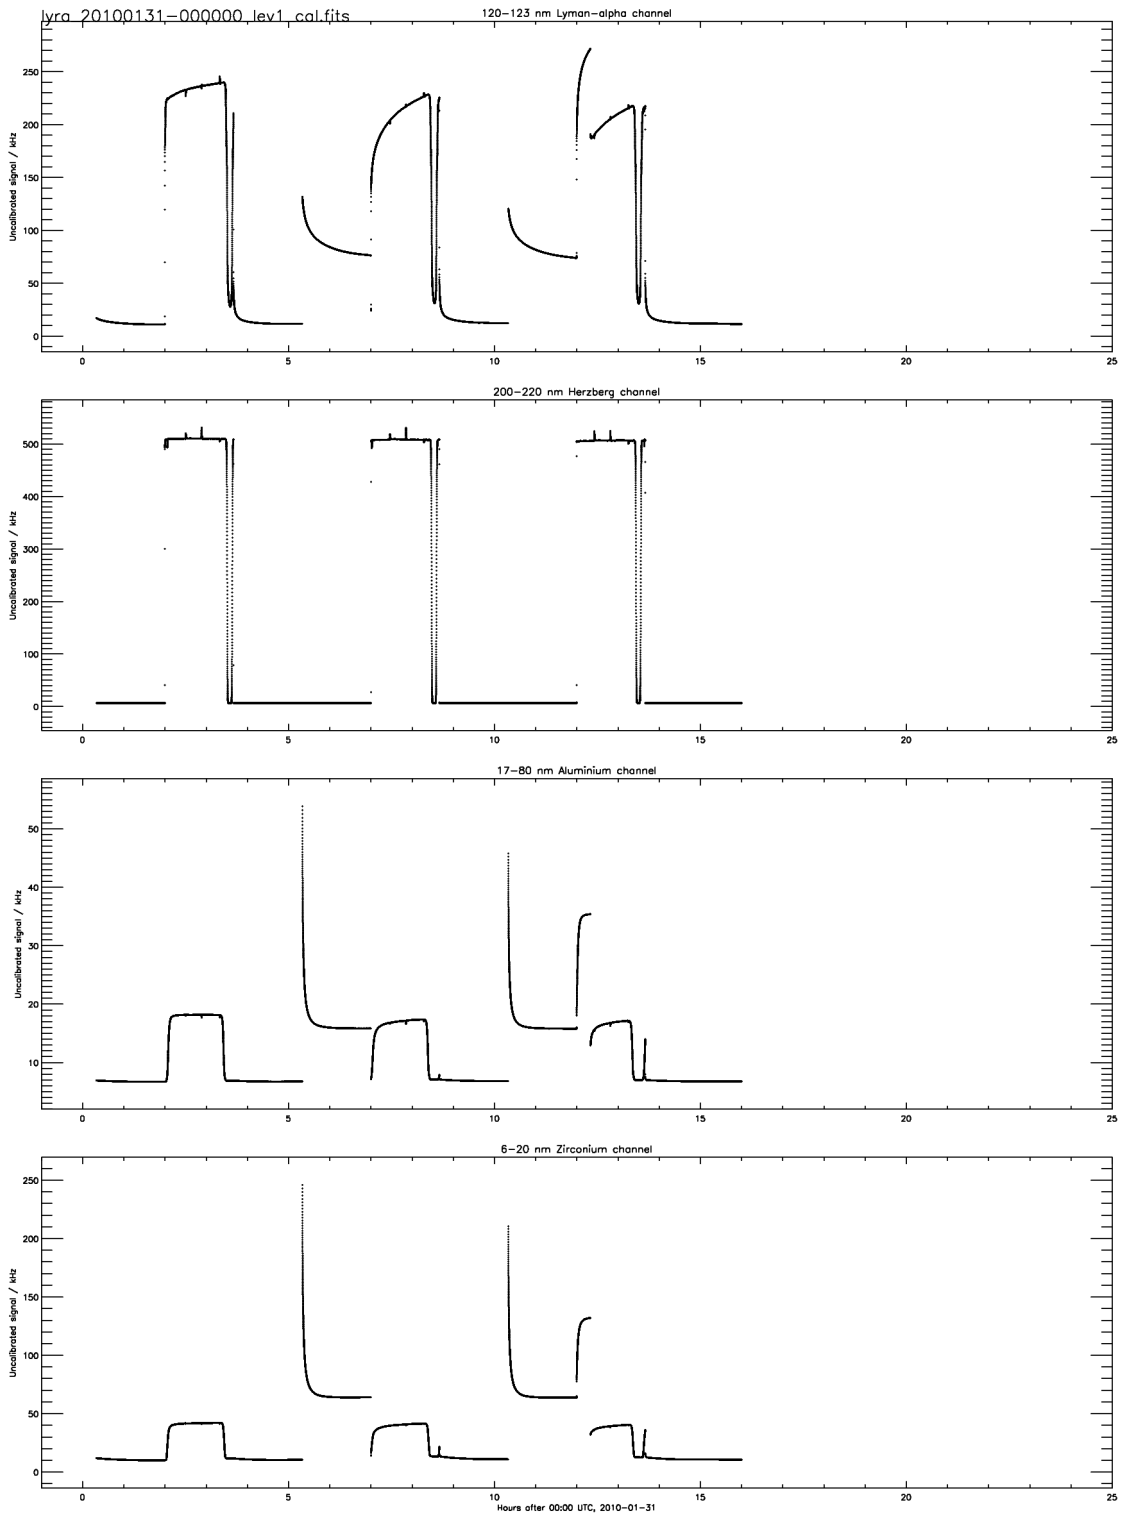 lyra_20100131-000000_lev1_cal.fits
120-123 nm Lyman-alpha channel
Uncalibrated signal / kHz
250
200
150
100
50
0
0 5 10 15 20 25
200-220 nm Herzberg channel
Uncalibrated signal / kHz
500
400
300
200
100
0
0 5 10 15 20 25
17-80 nm Aluminium channel
Uncalibrated signal / kHz
50
40
30
20
10
0 5 10 15 20 25
6-20 nm Zirconium channel
Uncalibrated signal / kHz
250
200
150
100
50
0
0 5 10 15 20 25
Hours after 00:00 UTC, 2010-01-31